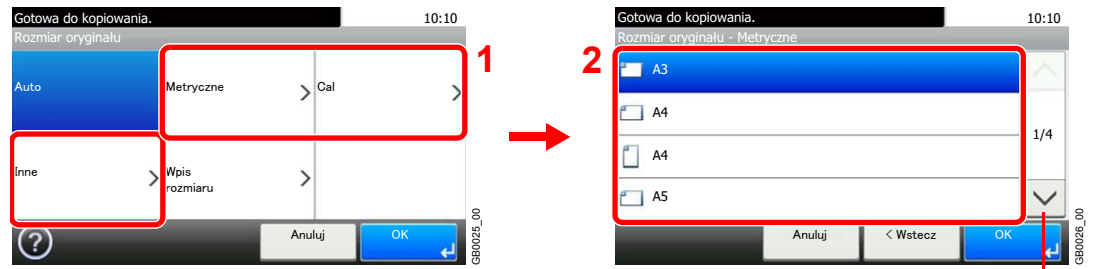 Gotowa do kopiowania. 10:10
Rozmiar oryginału
1
Auto
Metryczne
Cal
Inne
Wpis
rozmiaru
?
Anuluj
OK
GB0025_00
Gotowa do kopiowania. 10:10
Rozmiar oryginału - Metryczne
2
A3
A4
1/4
A4
A5
Anuluj
< Wstecz
OK
GB0026_00